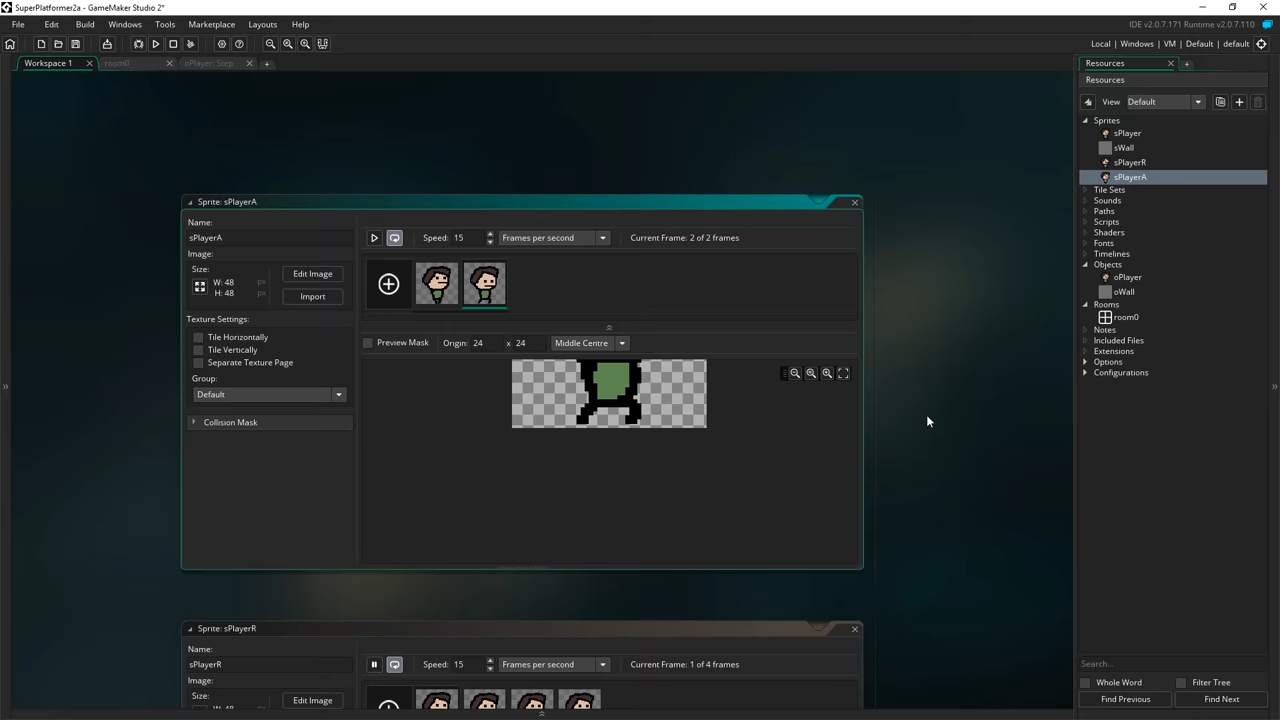 SuperPlatformer2a - GameMaker Studio 2*
File Edit Build Windows Tools Marketplace Layouts Help
IDE v2.0.7.171 Runtime v2.0.7.110
Local | Windows | VM | Default | default
Workspace 1 room0 oPlayer: Step
Resources
Resources
View Default
Sprites
sPlayer
sWall
sPlayerR
sPlayerA
Tile Sets
Sounds
Paths
Scripts
Shaders
Fonts
Timelines
Objects
oPlayer
oWall
Rooms
room0
Notes
Included Files
Extensions
Options
Configurations
Search...
Whole Word Filter Tree
Find Previous Find Next
Sprite: sPlayerA
Name:
sPlayerA
Image:
Size:
W: 48 px
H: 48 px
Edit Image
Import
Texture Settings:
Tile Horizontally
Tile Vertically
Separate Texture Page
Group:
Default
Collision Mask
Speed: 15 Frames per second Current Frame: 2 of 2 frames
Preview Mask Origin: 24 x 24 Middle Centre
Sprite: sPlayerR
Name:
sPlayerR
Image:
Size:
Edit Image
Speed: 15 Frames per second Current Frame: 1 of 4 frames